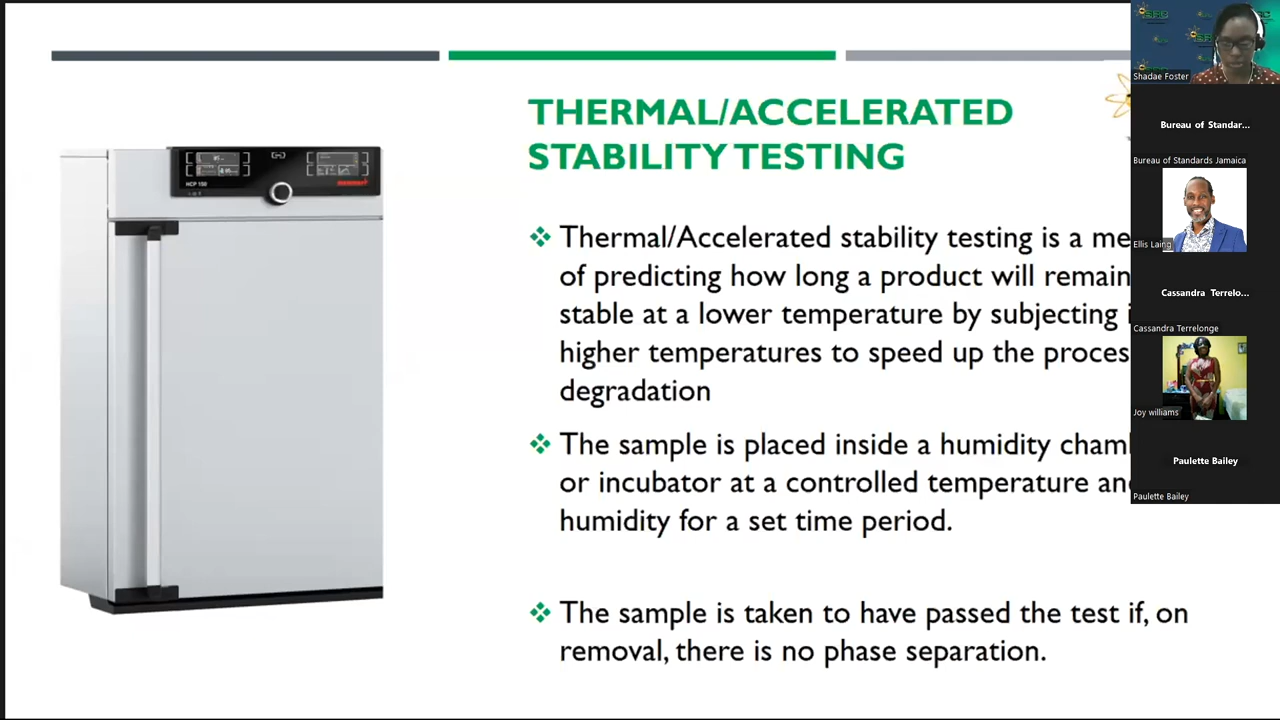 THERMAL/ACCELERATED
STABILITY TESTING
Thermal/Accelerated stability testing is a me
of predicting how long a product will remain
stable at a lower temperature by subjecting
higher temperatures to speed up the proces
degradation
The sample is placed inside a humidity cham
or incubator at a controlled temperature an
humidity for a set time period.
The sample is taken to have passed the test if, on
removal, there is no phase separation.
HCP 150
memmert
Shadae Foster
Bureau of Standar...
Bureau of Standards Jamaica
Ellis Laing
Cassandra Terrelo...
Cassandra Terrelonge
Joy williams
Paulette Bailey
Paulette Bailey